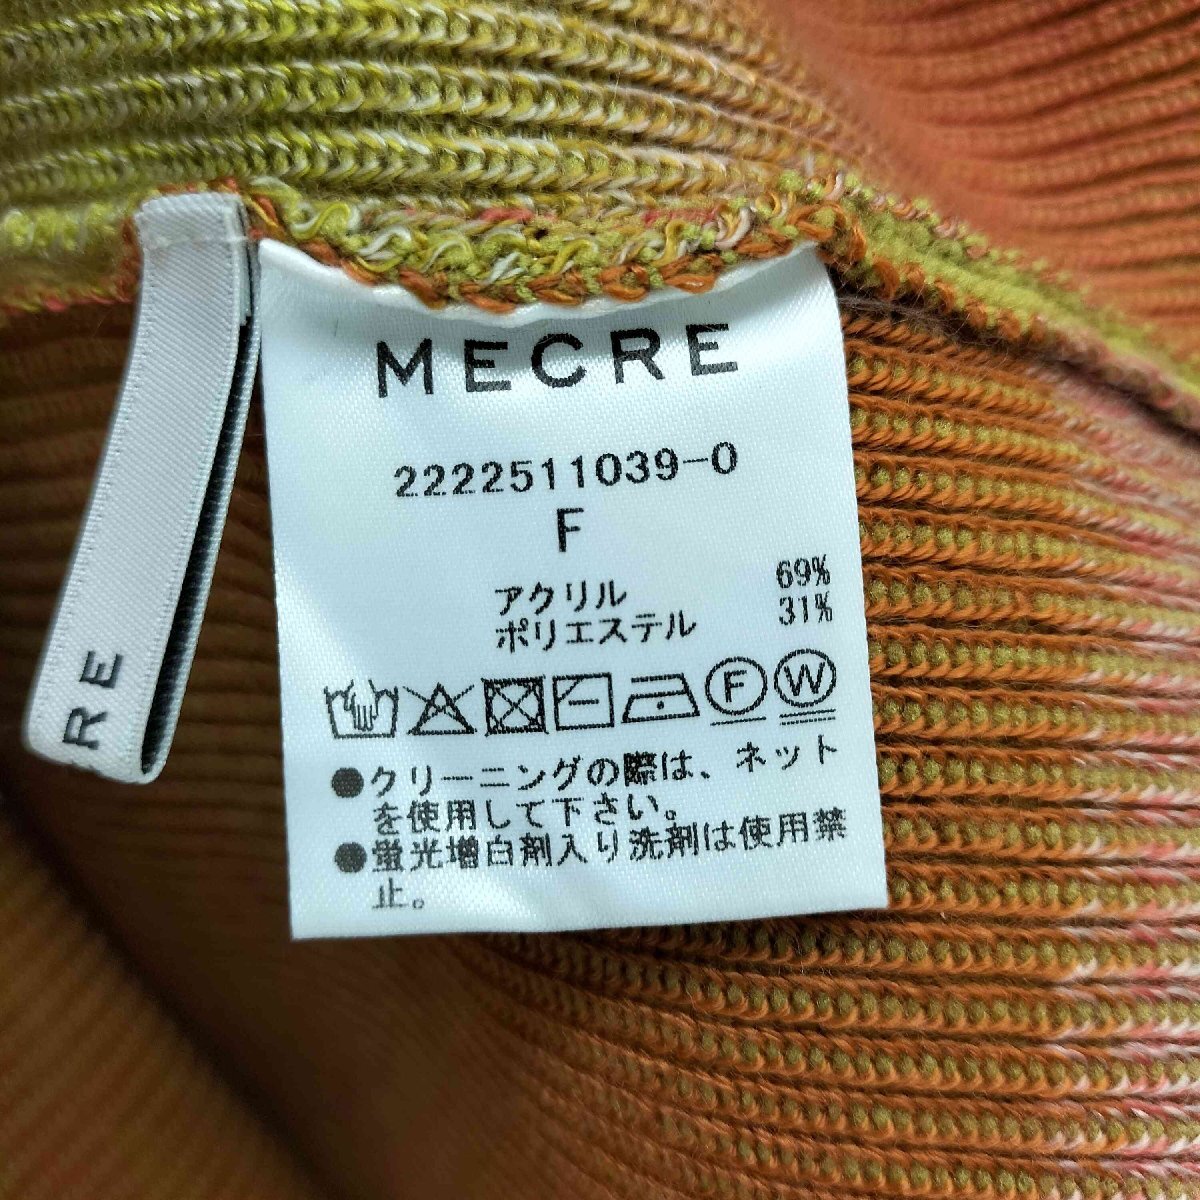 MECRE
2222511039-0
F
アクリル 69%
ポリエステル 31%
F W
●クリーニングの際は、ネット
を使用して下さい。
●蛍光増白剤入り洗剤は使用禁
止。
RE